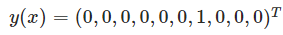 y(x) = (0, 0, 0, 0, 0, 0, 1, 0, 0, 0)^T